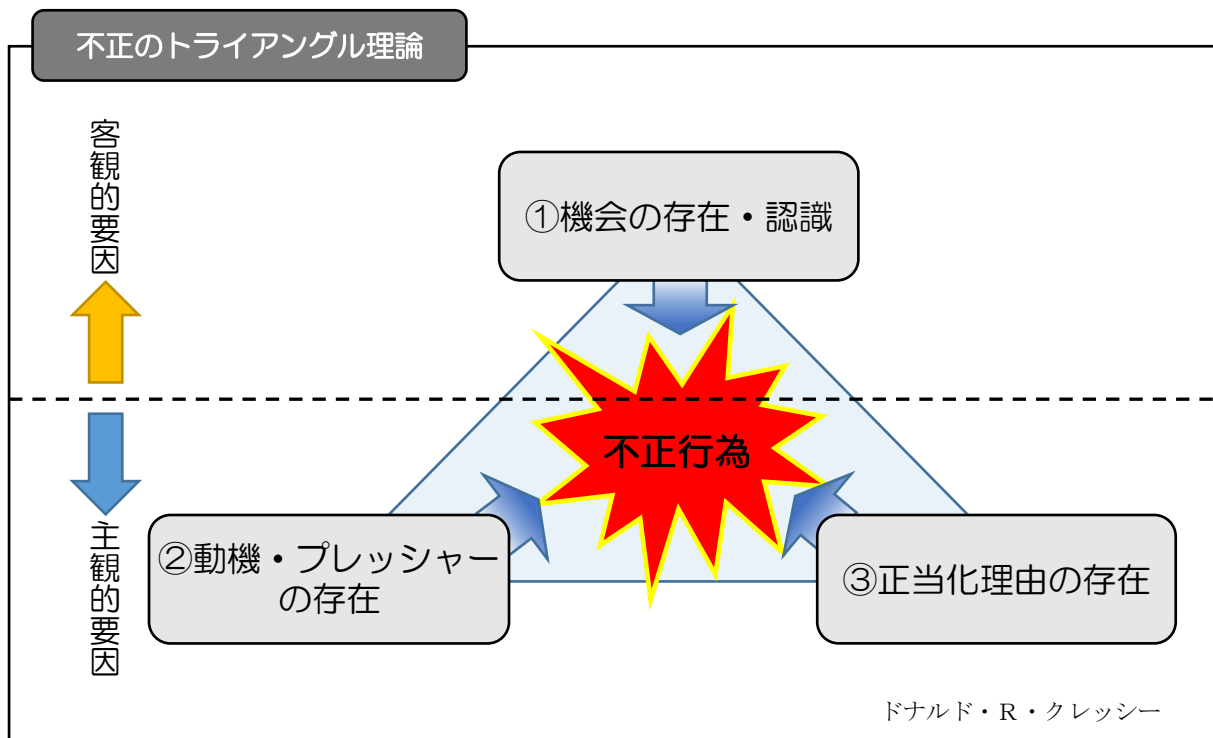 不正のトライアングル理論
客観的要因
①機会の存在・認識
不正行為
主観的要因
②動機・プレッシャー
の存在
③正当化理由の存在
ドナルド・R・クレッシー